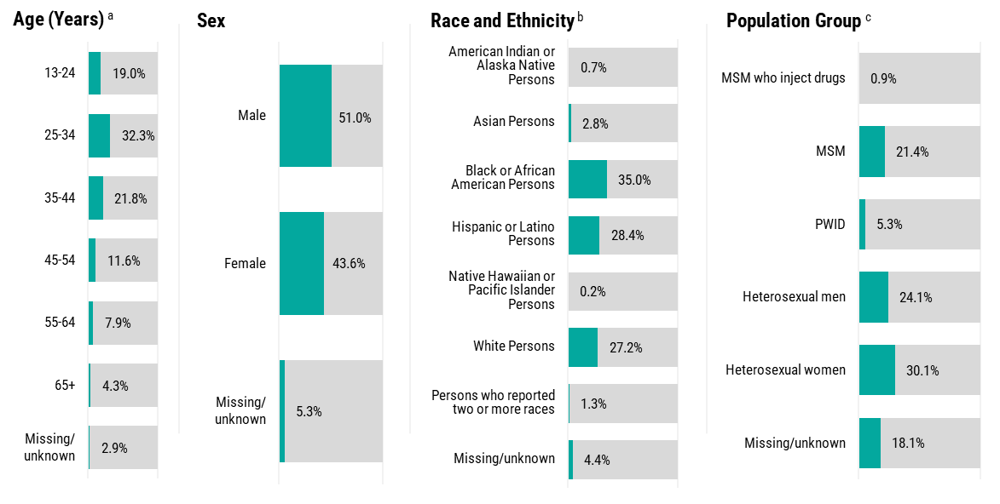 Age (Years) a
13-24
19.0%
25-34
32.3%
35-44
21.8%
45-54
11.6%
55-64
7.9%
65+
4.3%
Missing/
unknown
2.9%
Sex
Male
51.0%
Female
43.6%
Missing/
unknown
5.3%
Race and Ethnicity b
American Indian or
Alaska Native
Persons
0.7%
Asian Persons
2.8%
Black or African
American Persons
35.0%
Hispanic or Latino
Persons
28.4%
Native Hawaiian or
Pacific Islander
Persons
0.2%
White Persons
27.2%
Persons who reported
two or more races
1.3%
Missing/unknown
4.4%
Population Group c
MSM who inject drugs
0.9%
MSM
21.4%
PWID
5.3%
Heterosexual men
24.1%
Heterosexual women
30.1%
Missing/unknown
18.1%